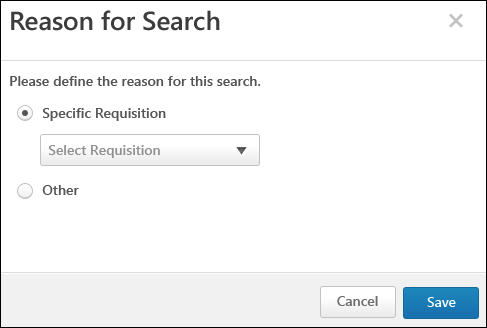 Reason for Search
Please define the reason for this search.
Specific Requisition
Select Requisition
Other
Cancel
Save